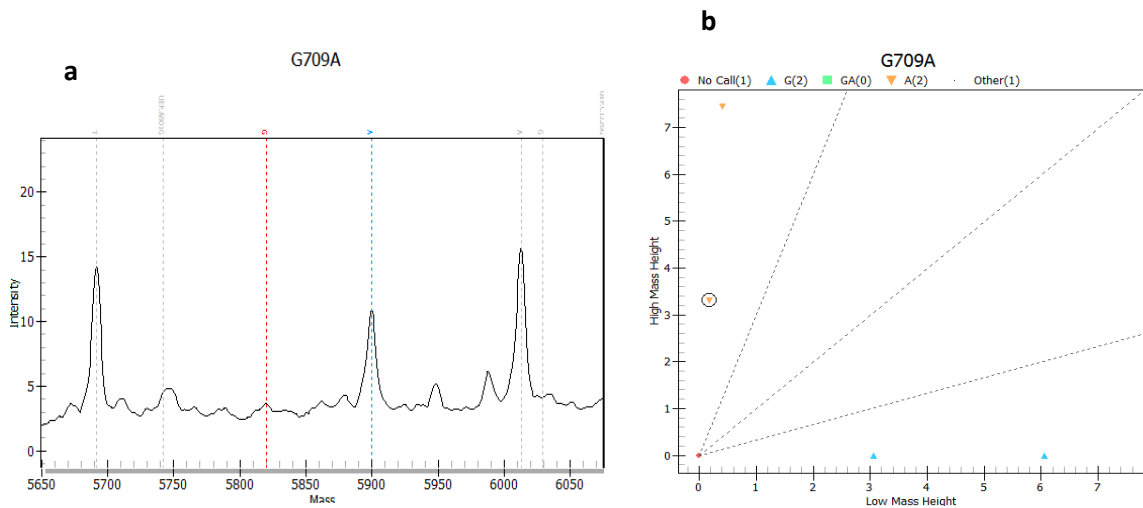 a
G709A
T
G
A
A
G
Intensity
20
15
10
5
0
5650 5700 5750 5800 5850 5900 5950 6000 6050
Mass
b
G709A
No Call(1) G(2) GA(0) A(2) Other(1)
High Mass Height
7
6
5
4
3
2
1
0
0 1 2 3 4 5 6 7
Low Mass Height